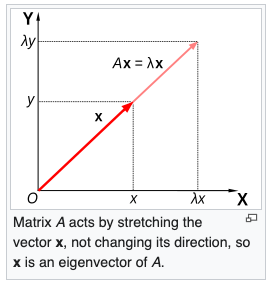 Y
λy
Ax = λx
y
x
O
x
λx
X
Matrix A acts by stretching the
vector x, not changing its direction, so
x is an eigenvector of A.